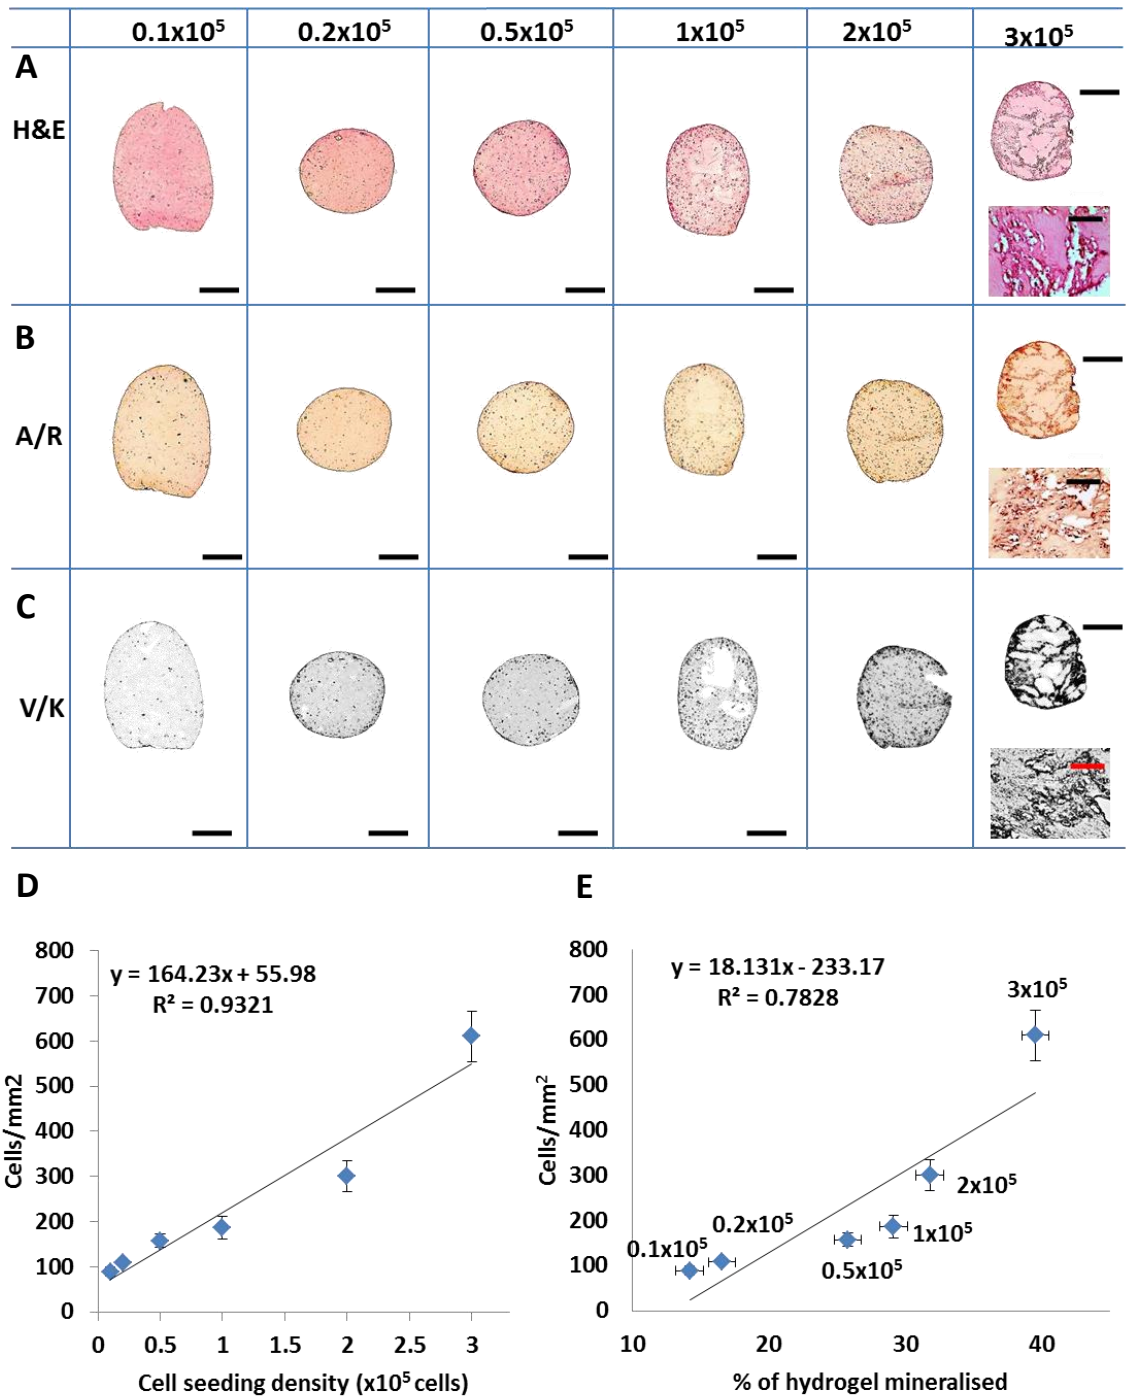 0.1x10⁵ 0.2x10⁵ 0.5x10⁵ 1x10⁵ 2x10⁵ 3x10⁵
A
H&E
B
A/R
C
V/K
D
y = 164.23x + 55.98
R² = 0.9321
800
700
600
500
400
300
200
100
0
Cells/mm2
0 0.5 1 1.5 2 2.5 3
Cell seeding density (x10⁵ cells)
E
y = 18.131x - 233.17
R² = 0.7828
800
700
600
500
400
300
200
100
0
Cells/mm²
3x10⁵
2x10⁵
1x10⁵
0.5x10⁵
0.2x10⁵
0.1x10⁵
10 20 30 40
% of hydrogel mineralised